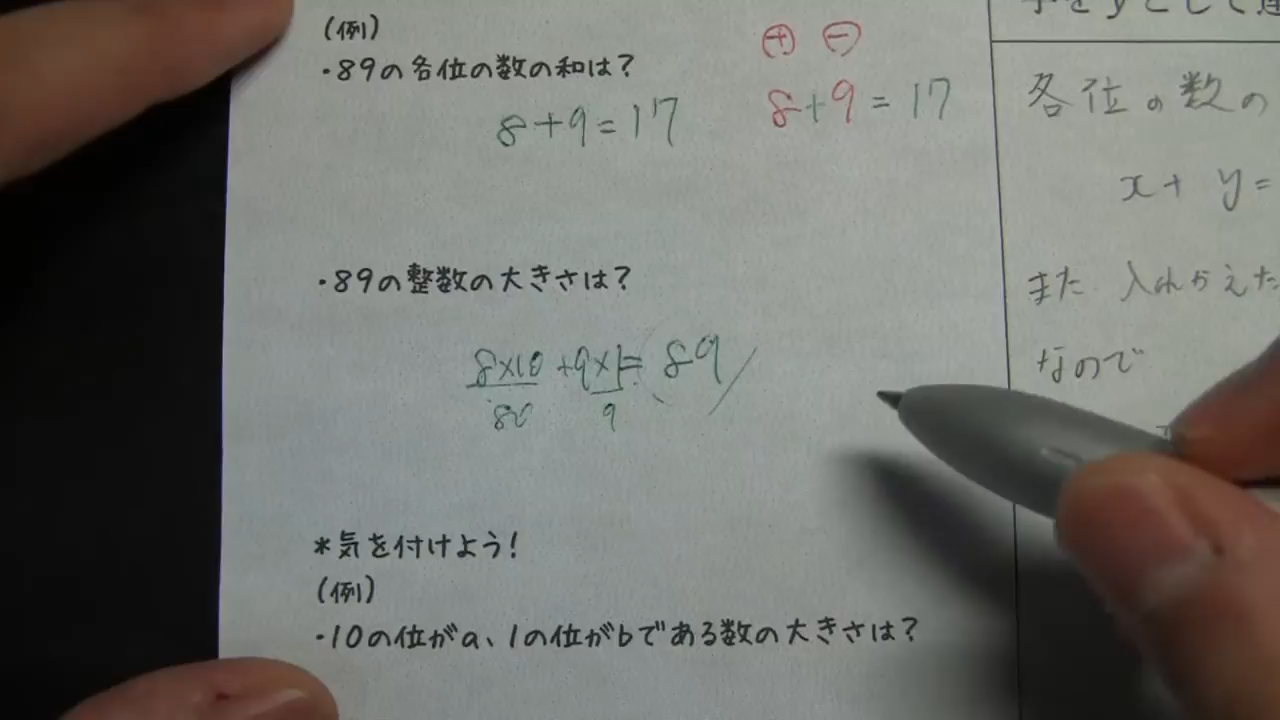 (例)
・89の各位の数の和は?
8+9=17
⊕ ⊖
8+9=17
・89の整数の大きさは?
8×10+9×1=89
80 9
*気を付けよう!
(例)
・10の位がa、1の位がbである数の大きさは?
各位の数の
x+y=
また 入れかえた
なので